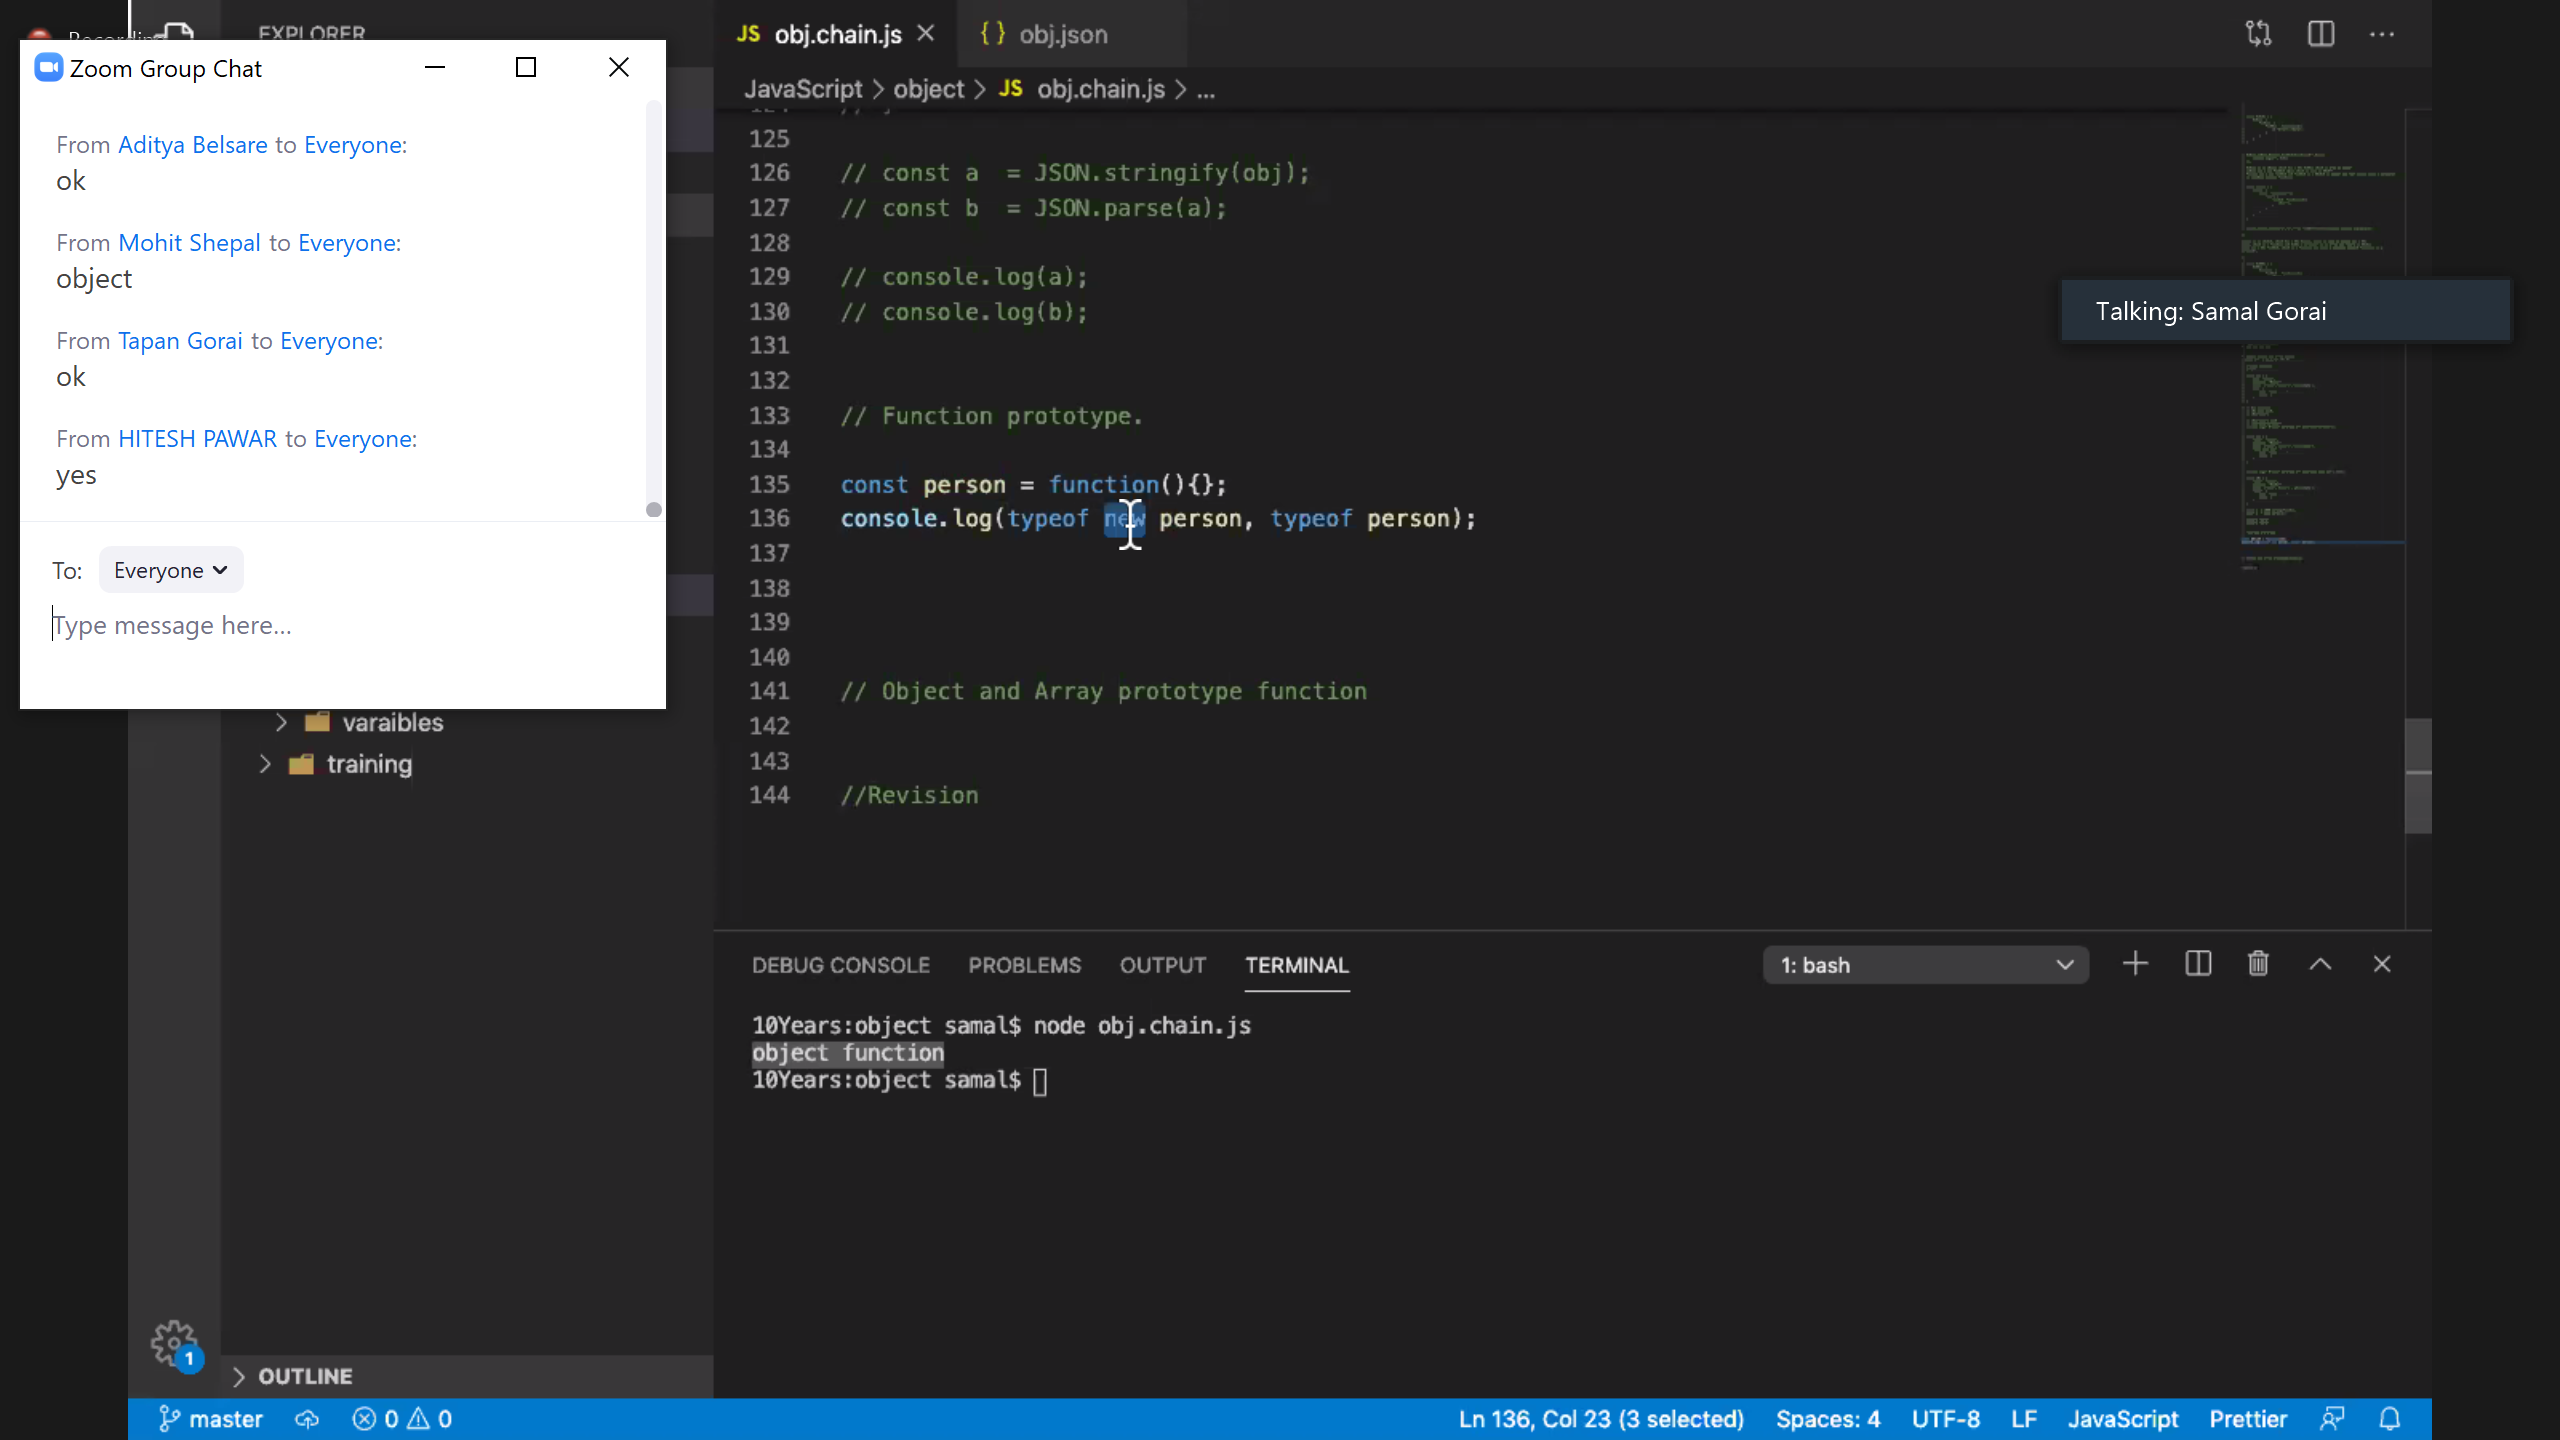 Recording
EXPLORER
Zoom Group Chat
From Aditya Belsare to Everyone:
ok
From Mohit Shepal to Everyone:
object
From Tapan Gorai to Everyone:
ok
From HITESH PAWAR to Everyone:
yes
To: Everyone
Type message here...
varaibles
training
OUTLINE
JS obj.chain.js
{ } obj.json
JavaScript > object > JS obj.chain.js > ...
125
126 // const a  = JSON.stringify(obj);
127 // const b  = JSON.parse(a);
128
129 // console.log(a);
130 // console.log(b);
131
132
133 // Function prototype.
134
135 const person = function(){};
136 console.log(typeof new person, typeof person);
137
138
139
140
141 // Object and Array prototype function
142
143
144 //Revision
Talking: Samal Gorai
DEBUG CONSOLE PROBLEMS OUTPUT TERMINAL 1: bash
10Years:object samal$ node obj.chain.js
object function
10Years:object samal$
1
master 0 0 Ln 136, Col 23 (3 selected) Spaces: 4 UTF-8 LF JavaScript Prettier